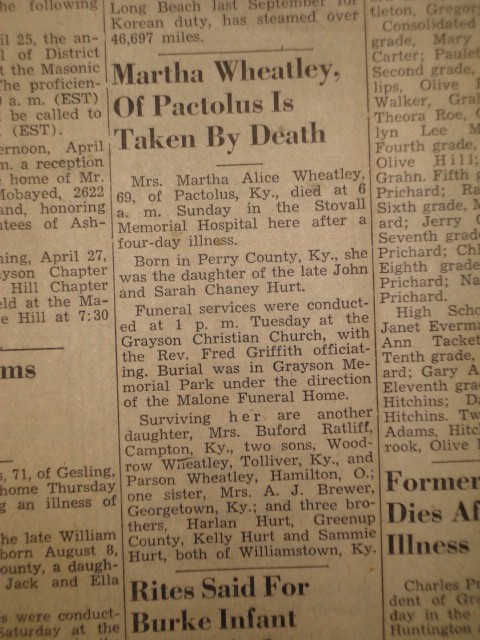 he following
il 25, the an-
l of District
t the Masonic
The proficien-
0 a. m. (EST)
l be called to
. (EST).
ernoon, April
m. a reception
home of Mr.
Mobayed, 2622
and, honoring
ntees of Ash-
ning, April 27,
ayson Chapter
Hill Chapter
eld at the Ma-
e Hill at 7:30
ms
s, 71, of Gesling,
home Thursday
g an illness of
he late William
born August 8,
ounty, a daugh-
Jack and Ella
s were conduct-
Saturday at the
Long Beach last September for
Korean duty, has steamed over
46,697 miles.
Martha Wheatley,
Of Pactolus Is
Taken By Death
Mrs. Martha Alice Wheatley,
69, of Pactolus, Ky., died at 6
a. m. Sunday in the Stovall
Memorial Hospital here after a
four-day illness.
Born in Perry County, Ky., she
was the daughter of the late John
and Sarah Chaney Hurt.
Funeral services were conduct-
ed at 1 p. m. Tuesday at the
Grayson Christian Church, with
the Rev. Fred Griffith officiat-
ing. Burial was in Grayson Me-
morial Park under the direction
of the Malone Funeral Home.
Surviving her are another
daughter, Mrs. Buford Ratliff,
Campton, Ky., two sons, Wood-
row Wheatley, Tolliver, Ky., and
Parson Wheatley, Hamilton, O.;
one sister, Mrs. A. J. Brewer,
Georgetown, Ky.; and three bro-
thers, Harlan Hurt, Greenup
County, Kelly Hurt and Sammie
Hurt, both of Williamstown, Ky.
Rites Said For
Burke Infant
tleton, Gregory
Consolidated
grade, Mary
Carter; Paulet
Second grade,
lips, Olive
Walker, Gra
Theora Roe,
lyn Lee M
Fourth grade,
Olive Hill;
Grahn. Fifth g
Prichard; Ra
Sixth grade, M
ard; Jerry
Seventh grade
Prichard; Chl
Eighth grade
Prichard; Na
Prichard.
High Scho
Janet Everma
Ann Tacket
Tenth grade,
ard; Gary A
Eleventh grad
Hitchins; D
Hitchins. Tw
Adams, Hitc
rook, Olive
Former
Dies Af
Illness
Charles P
dent of Gra
day in the
Huntington